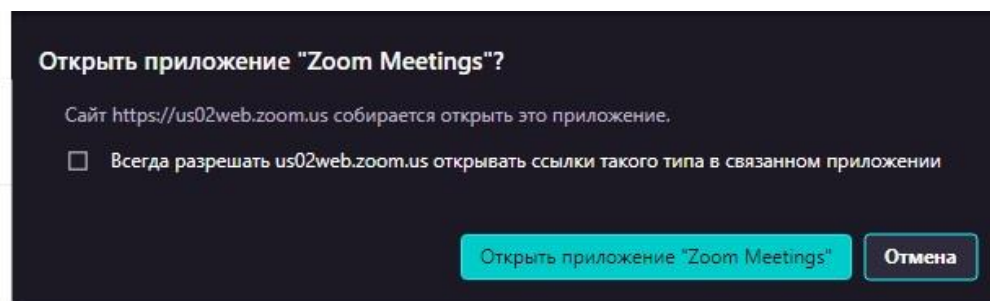 Открыть приложение "Zoom Meetings"?
Сайт https://us02web.zoom.us собирается открыть это приложение.
Всегда разрешать us02web.zoom.us открывать ссылки такого типа в связанном приложении
Открыть приложение "Zoom Meetings"
Отмена